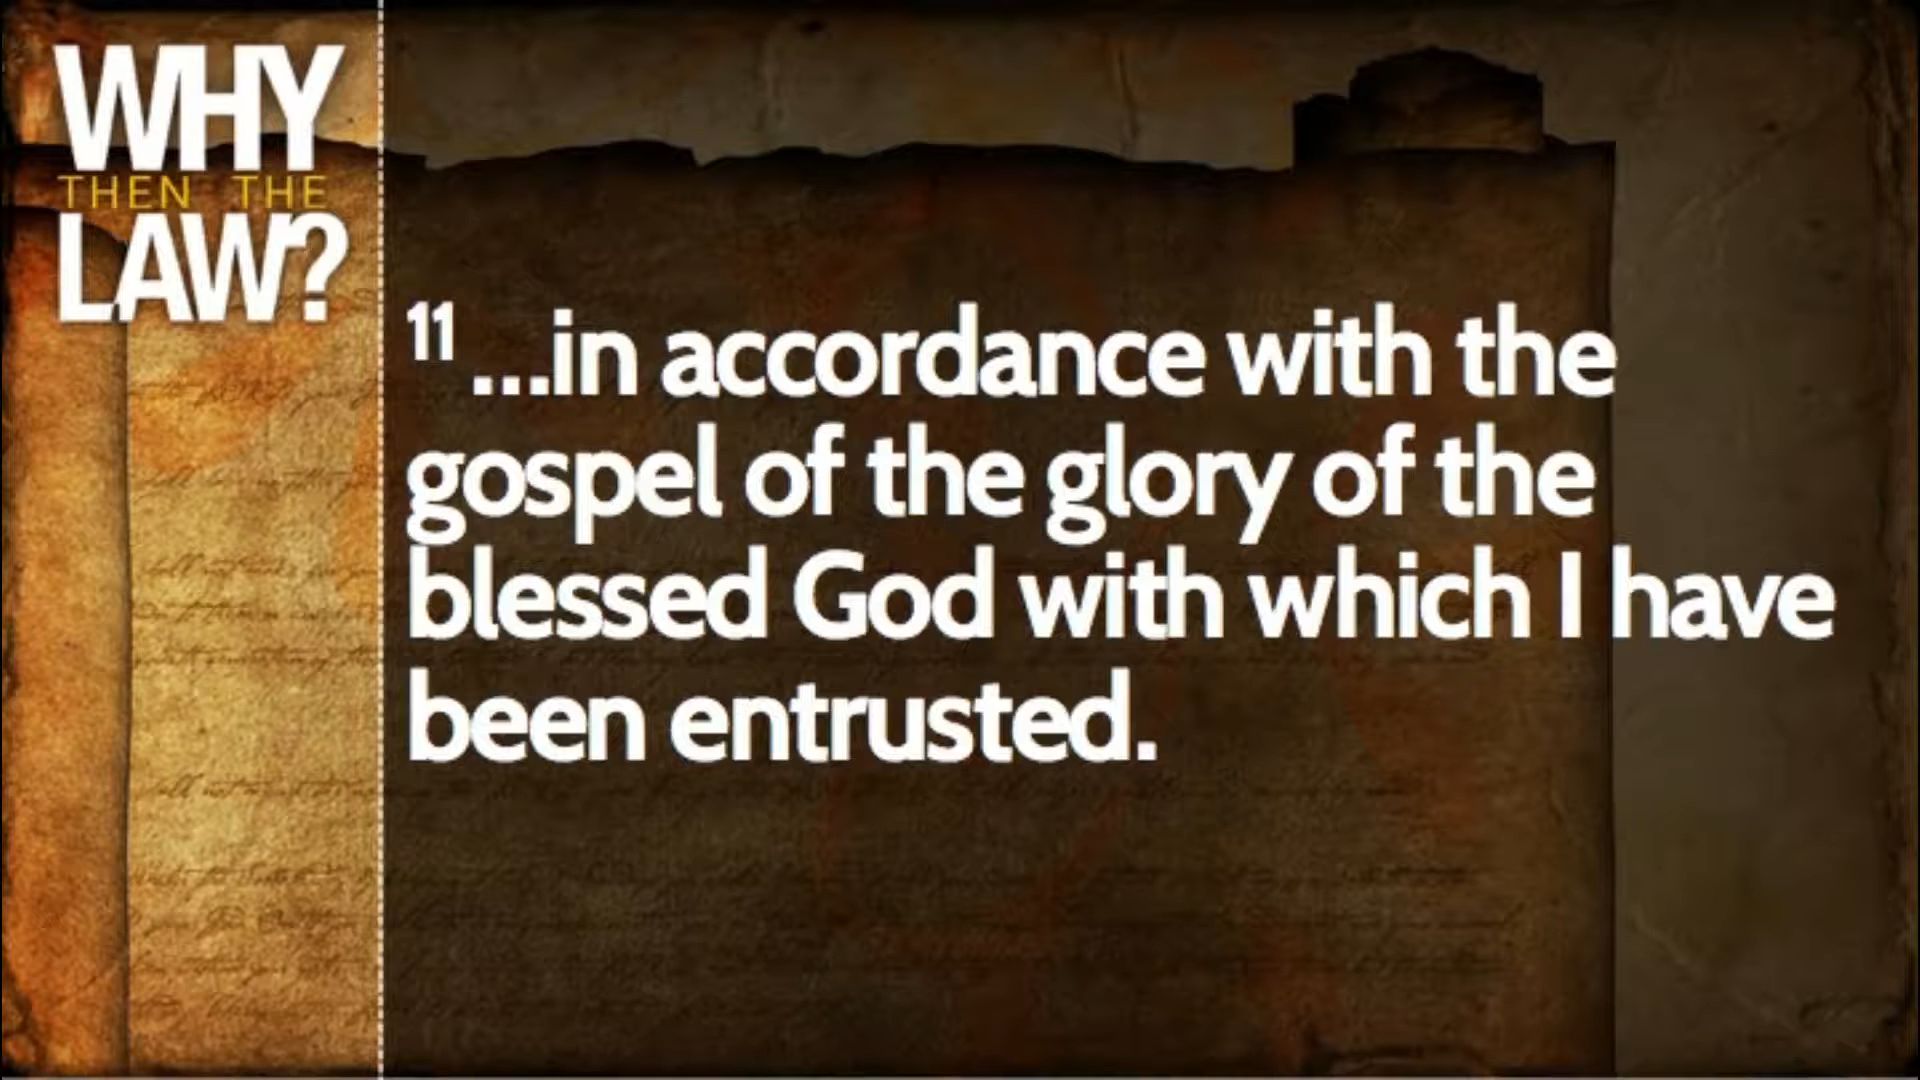 WHY
THEN THE
LAW?
11 ...in accordance with the
gospel of the glory of the
blessed God with which I have
been entrusted.